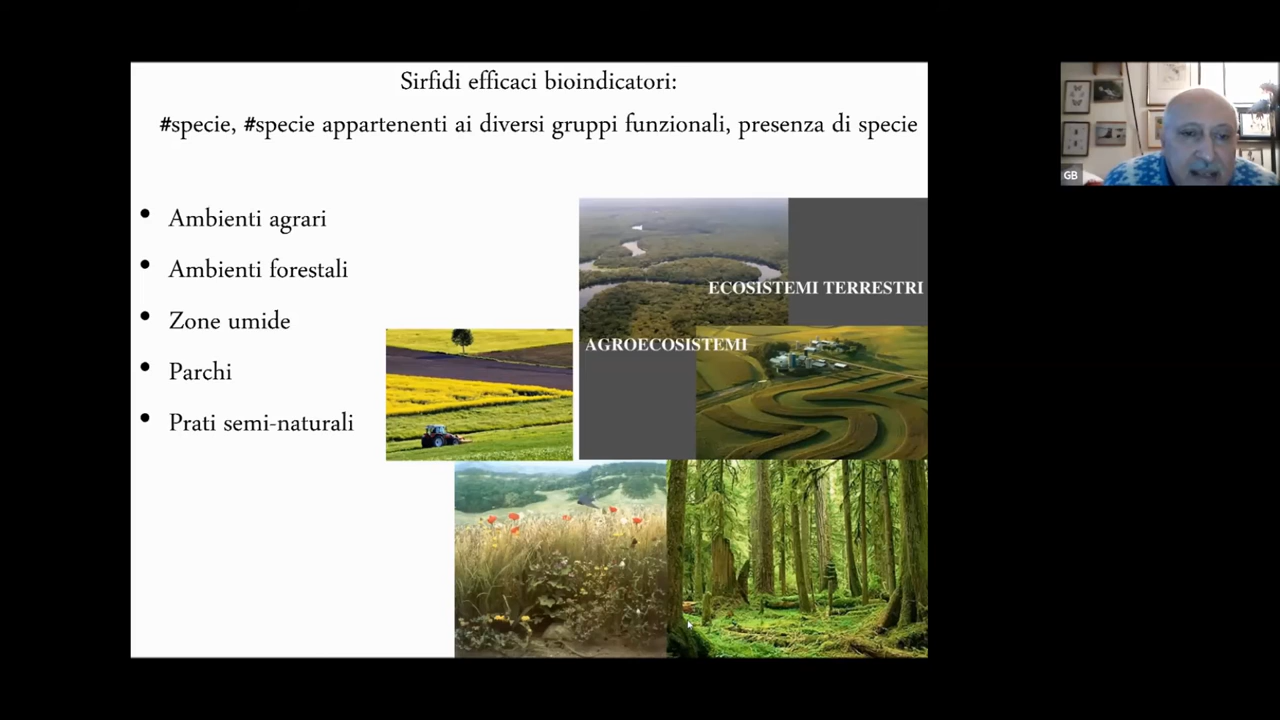 Sirfidi efficaci bioindicatori:
#specie, #specie appartenenti ai diversi gruppi funzionali, presenza di specie
• Ambienti agrari
• Ambienti forestali
• Zone umide
• Parchi
• Prati semi-naturali
ECOSISTEMI TERRESTRI
AGROECOSISTEMI
GB